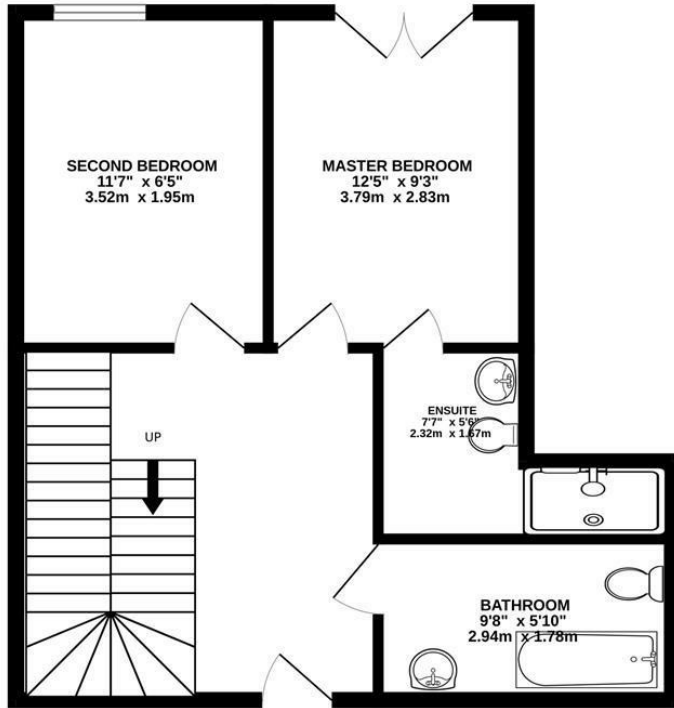 SECOND BEDROOM
11'7" x 6'5"
3.52m x 1.95m
MASTER BEDROOM
12'5" x 9'3"
3.79m x 2.83m
UP
ENSUITE
7'7" x 5'6"
2.32m x 1.67m
BATHROOM
9'8" x 5'10"
2.94m x 1.78m